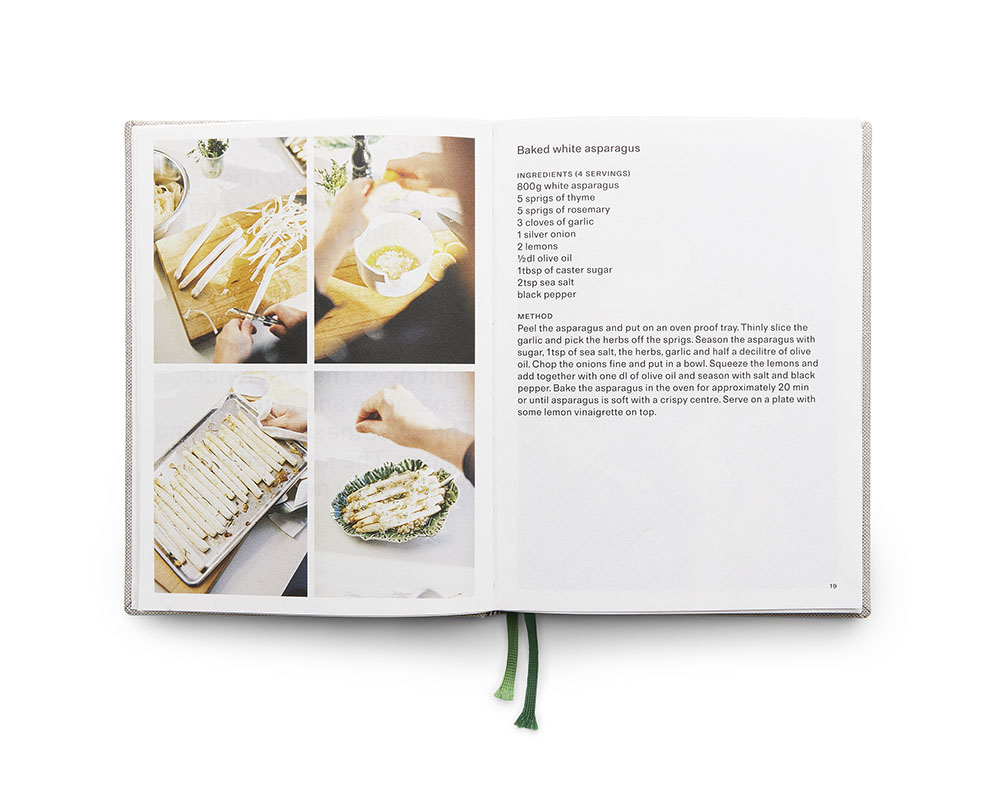 Baked white asparagus
INGREDIENTS (4 SERVINGS)
800g white asparagus
5 sprigs of thyme
5 sprigs of rosemary
3 cloves of garlic
1 silver onion
2 lemons
½dl olive oil
1tbsp of caster sugar
2tsp sea salt
black pepper
METHOD
Peel the asparagus and put on an oven proof tray. Thinly slice the
garlic and pick the herbs off the sprigs. Season the asparagus with
sugar, 1tsp of sea salt, the herbs, garlic and half a decilitre of olive
oil. Chop the onions fine and put in a bowl. Squeeze the lemons and
add together with one dl of olive oil and season with salt and black
pepper. Bake the asparagus in the oven for approximately 20 min
or until asparagus is soft with a crispy centre. Serve on a plate with
some lemon vinaigrette on top.
19